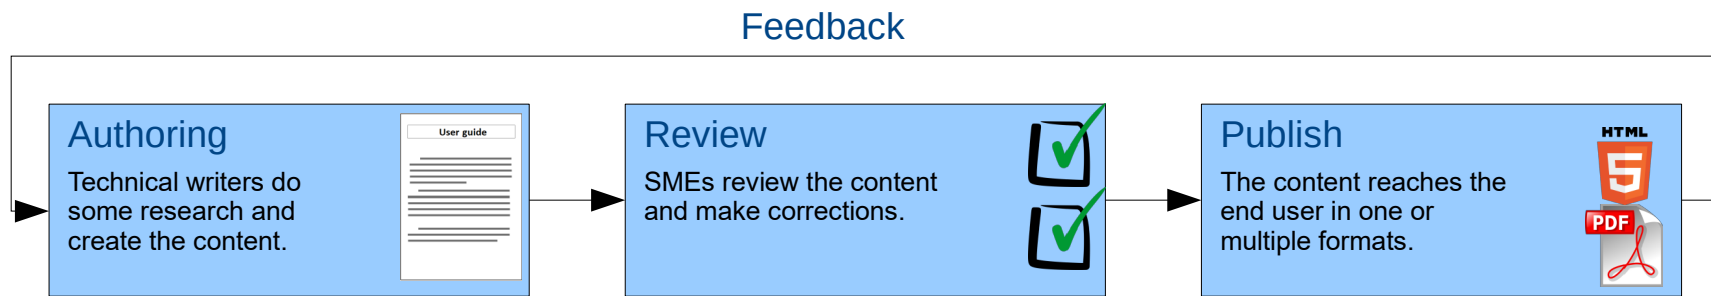 Feedback
Authoring
User guide
Technical writers do
some research and
create the content.
Review
SMEs review the content
and make corrections.
Publish
HTML
5
The content reaches the
end user in one or
multiple formats.
PDF